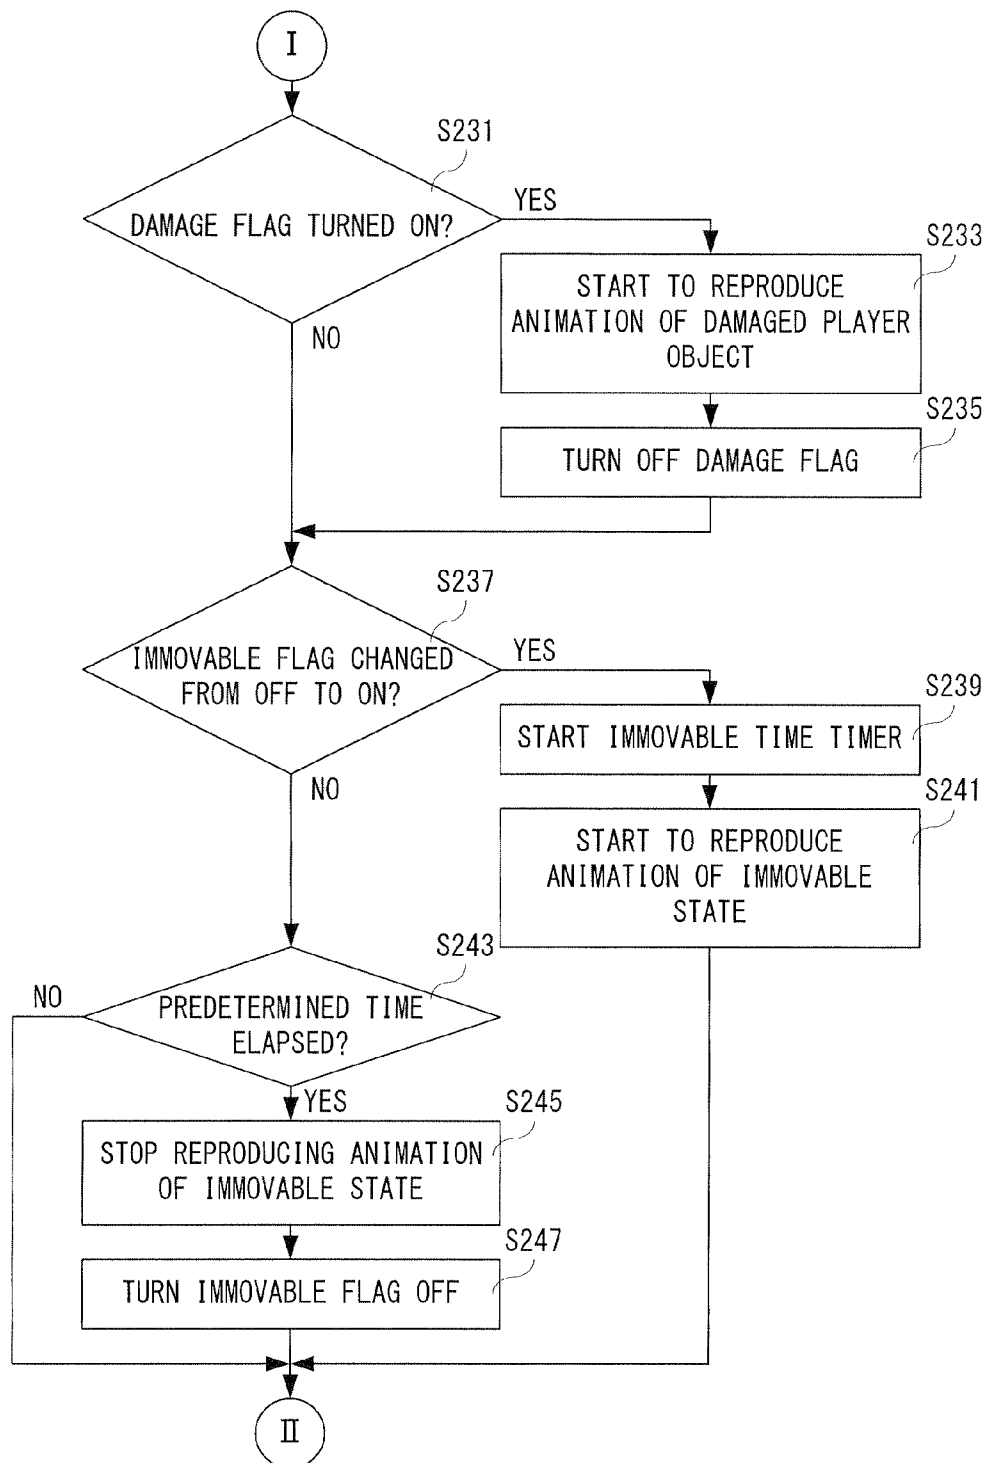 I
S231
DAMAGE FLAG TURNED ON?
YES
NO
S233
START TO REPRODUCE
ANIMATION OF DAMAGED PLAYER
OBJECT
S235
TURN OFF DAMAGE FLAG
S237
IMMOVABLE FLAG CHANGED
FROM OFF TO ON?
YES
NO
S239
START IMMOVABLE TIME TIMER
S241
START TO REPRODUCE
ANIMATION OF IMMOVABLE
STATE
S243
NO
PREDETERMINED TIME
ELAPSED?
YES
S245
STOP REPRODUCING ANIMATION
OF IMMOVABLE STATE
S247
TURN IMMOVABLE FLAG OFF
II